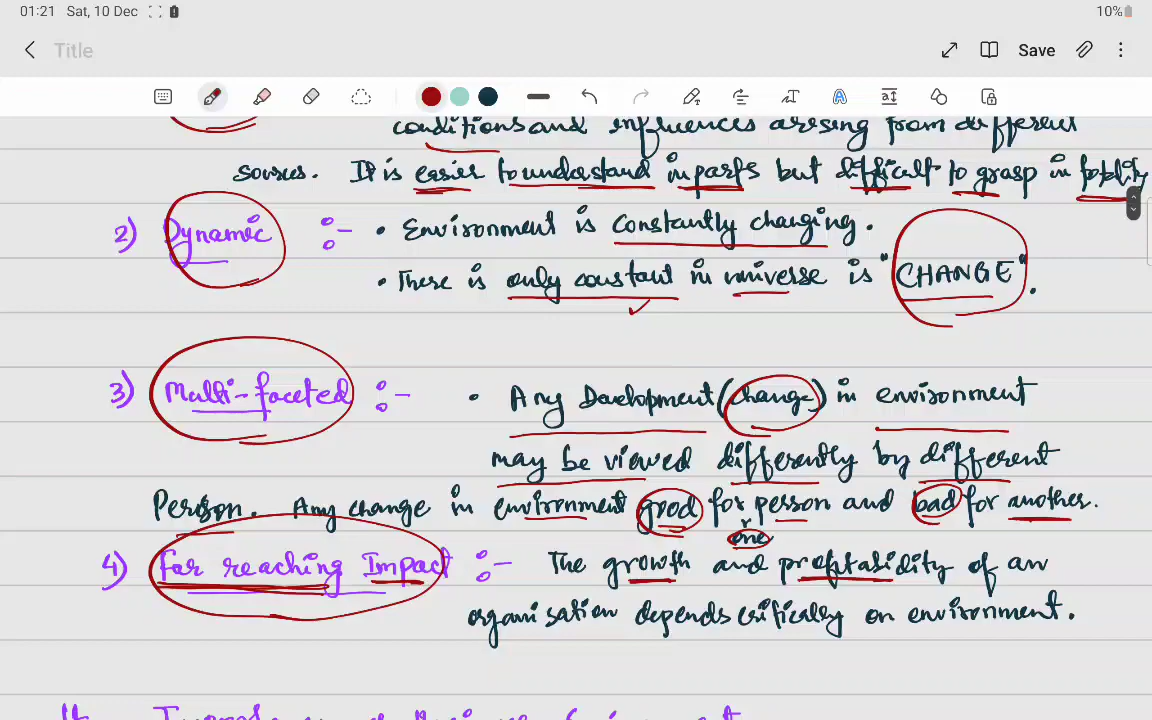 01:21 Sat, 10 Dec 10%
Title Save
conditions and influences arising from different
sources. It is easier to understand in parts but difficult to grasp in totality
2) Dynamic :- • Environment is constantly changing.
• There is only constant in universe is "CHANGE".
3) Multi-faceted :- • Any Development (change) in environment
may be viewed differently by different
Person. Any change in environment good for person and bad for another.
one
4) Far reaching Impact :- The growth and profitability of an
organisation depends critically on environment.